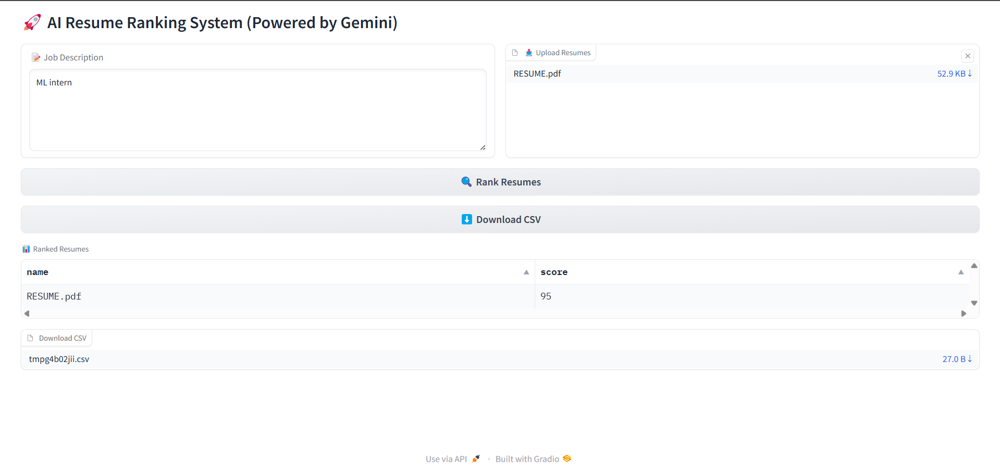 🚀 AI Resume Ranking System (Powered by Gemini)
📝 Job Description
ML intern
📤 Upload Resumes
RESUME.pdf 52.9 KB ⇣
🔍 Rank Resumes
⬇️ Download CSV
📊 Ranked Resumes
name score
RESUME.pdf 95
Download CSV
tmpg4b02jii.csv 27.0 B ⇣
Use via API 🚀 · Built with Gradio